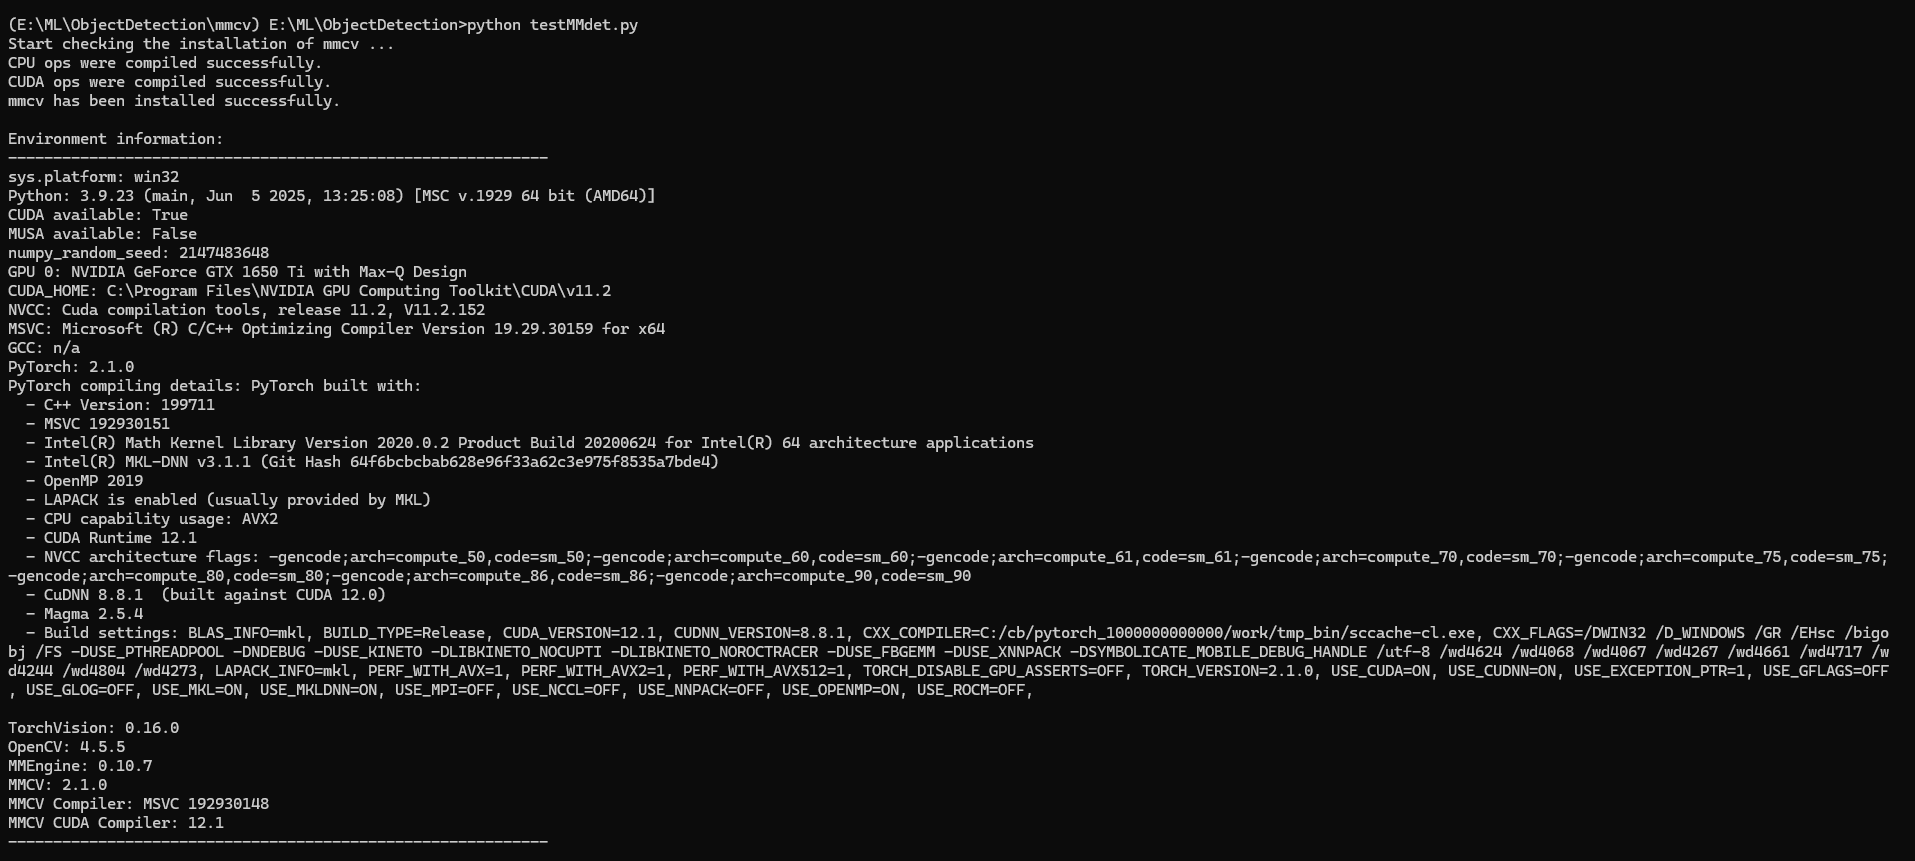 (E:\ML\ObjectDetection\mmcv) E:\ML\ObjectDetection>python testMMdet.py
Start checking the installation of mmcv ...
CPU ops were compiled successfully.
CUDA ops were compiled successfully.
mmcv has been installed successfully.
Environment information:
------------------------------------------------------------
sys.platform: win32
Python: 3.9.23 (main, Jun  5 2025, 13:25:08) [MSC v.1929 64 bit (AMD64)]
CUDA available: True
MUSA available: False
numpy_random_seed: 2147483648
GPU 0: NVIDIA GeForce GTX 1650 Ti with Max-Q Design
CUDA_HOME: C:\Program Files\NVIDIA GPU Computing Toolkit\CUDA\v11.2
NVCC: Cuda compilation tools, release 11.2, V11.2.152
MSVC: Microsoft (R) C/C++ Optimizing Compiler Version 19.29.30159 for x64
GCC: n/a
PyTorch: 2.1.0
PyTorch compiling details: PyTorch built with:
  - C++ Version: 199711
  - MSVC 192930151
  - Intel(R) Math Kernel Library Version 2020.0.2 Product Build 20200624 for Intel(R) 64 architecture applications
  - Intel(R) MKL-DNN v3.1.1 (Git Hash 64f6bcbcbab628e96f33a62c3e975f8535a7bde4)
  - OpenMP 2019
  - LAPACK is enabled (usually provided by MKL)
  - CPU capability usage: AVX2
  - CUDA Runtime 12.1
  - NVCC architecture flags: -gencode;arch=compute_50,code=sm_50;-gencode;arch=compute_60,code=sm_60;-gencode;arch=compute_61,code=sm_61;-gencode;arch=compute_70,code=sm_70;-gencode;arch=compute_75,code=sm_75;
-gencode;arch=compute_80,code=sm_80;-gencode;arch=compute_86,code=sm_86;-gencode;arch=compute_90,code=sm_90
  - CuDNN 8.8.1  (built against CUDA 12.0)
  - Magma 2.5.4
  - Build settings: BLAS_INFO=mkl, BUILD_TYPE=Release, CUDA_VERSION=12.1, CUDNN_VERSION=8.8.1, CXX_COMPILER=C:/cb/pytorch_1000000000000/work/tmp_bin/sccache-cl.exe, CXX_FLAGS=/DWIN32 /D_WINDOWS /GR /EHsc /bigo
bj /FS -DUSE_PTHREADPOOL -DNDEBUG -DUSE_KINETO -DLIBKINETO_NOCUPTI -DLIBKINETO_NOROCTRACER -DUSE_FBGEMM -DUSE_XNNPACK -DSYMBOLICATE_MOBILE_DEBUG_HANDLE /utf-8 /wd4624 /wd4068 /wd4067 /wd4267 /wd4661 /wd4717 /w
d4244 /wd4804 /wd4273, LAPACK_INFO=mkl, PERF_WITH_AVX=1, PERF_WITH_AVX2=1, PERF_WITH_AVX512=1, TORCH_DISABLE_GPU_ASSERTS=OFF, TORCH_VERSION=2.1.0, USE_CUDA=ON, USE_CUDNN=ON, USE_EXCEPTION_PTR=1, USE_GFLAGS=OFF
, USE_GLOG=OFF, USE_MKL=ON, USE_MKLDNN=ON, USE_MPI=OFF, USE_NCCL=OFF, USE_NNPACK=OFF, USE_OPENMP=ON, USE_ROCM=OFF,
TorchVision: 0.16.0
OpenCV: 4.5.5
MMEngine: 0.10.7
MMCV: 2.1.0
MMCV Compiler: MSVC 192930148
MMCV CUDA Compiler: 12.1
------------------------------------------------------------